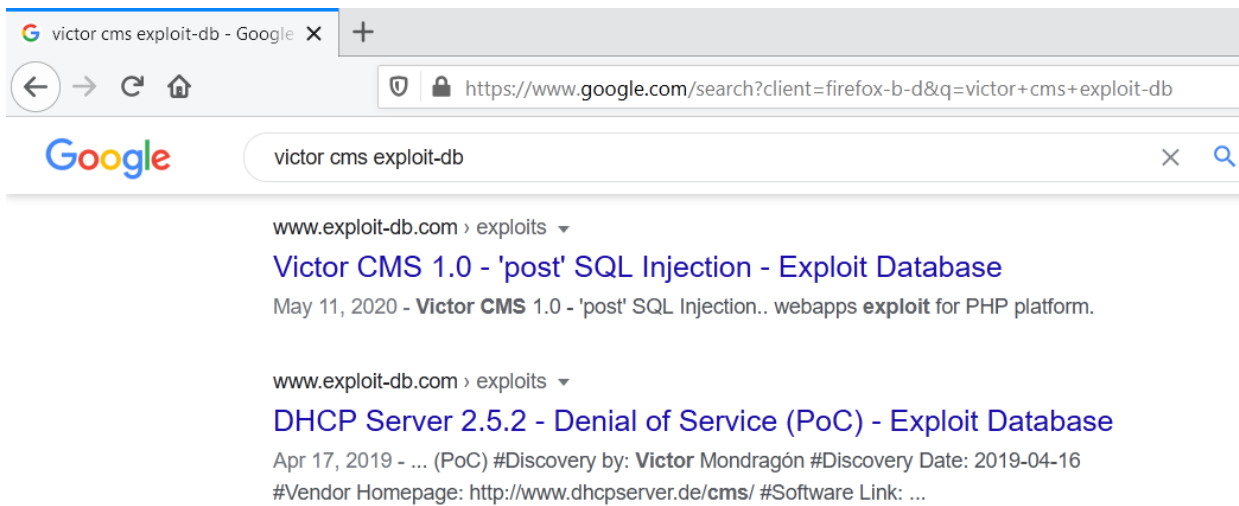 victor cms exploit-db - Google
https://www.google.com/search?client=firefox-b-d&q=victor+cms+exploit-db
Google
victor cms exploit-db
www.exploit-db.com › exploits
Victor CMS 1.0 - 'post' SQL Injection - Exploit Database
May 11, 2020 - Victor CMS 1.0 - 'post' SQL Injection.. webapps exploit for PHP platform.
www.exploit-db.com › exploits
DHCP Server 2.5.2 - Denial of Service (PoC) - Exploit Database
Apr 17, 2019 - ... (PoC) #Discovery by: Victor Mondragón #Discovery Date: 2019-04-16
#Vendor Homepage: http://www.dhcpserver.de/cms/ #Software Link: ...